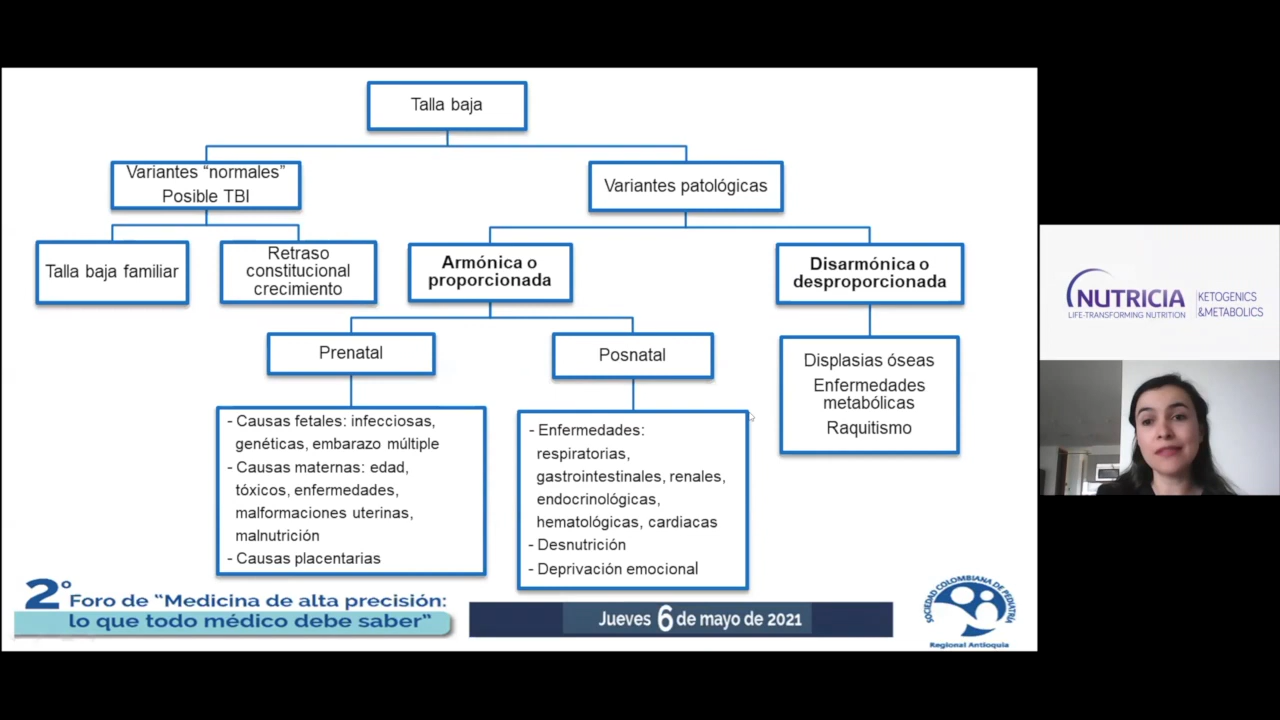 Talla baja
Variantes “normales”
Posible TBI
Variantes patológicas
Talla baja familiar
Retraso
constitucional
crecimiento
Armónica o
proporcionada
Disarmónica o
desproporcionada
Prenatal
Posnatal
Displasias óseas
Enfermedades
metabólicas
Raquitismo
- Causas fetales: infecciosas,
genéticas, embarazo múltiple
- Causas maternas: edad,
tóxicos, enfermedades,
malformaciones uterinas,
malnutrición
- Causas placentarias
- Enfermedades:
respiratorias,
gastrointestinales, renales,
endocrinológicas,
hematológicas, cardiacas
- Desnutrición
- Deprivación emocional
2° Foro de “Medicina de alta precisión:
lo que todo médico debe saber”
Jueves 6 de mayo de 2021
SOCIEDAD COLOMBIANA DE PEDIATRÍA
Regional Antioquia
NUTRICIA
LIFE-TRANSFORMING NUTRITION
KETOGENICS
&METABOLICS